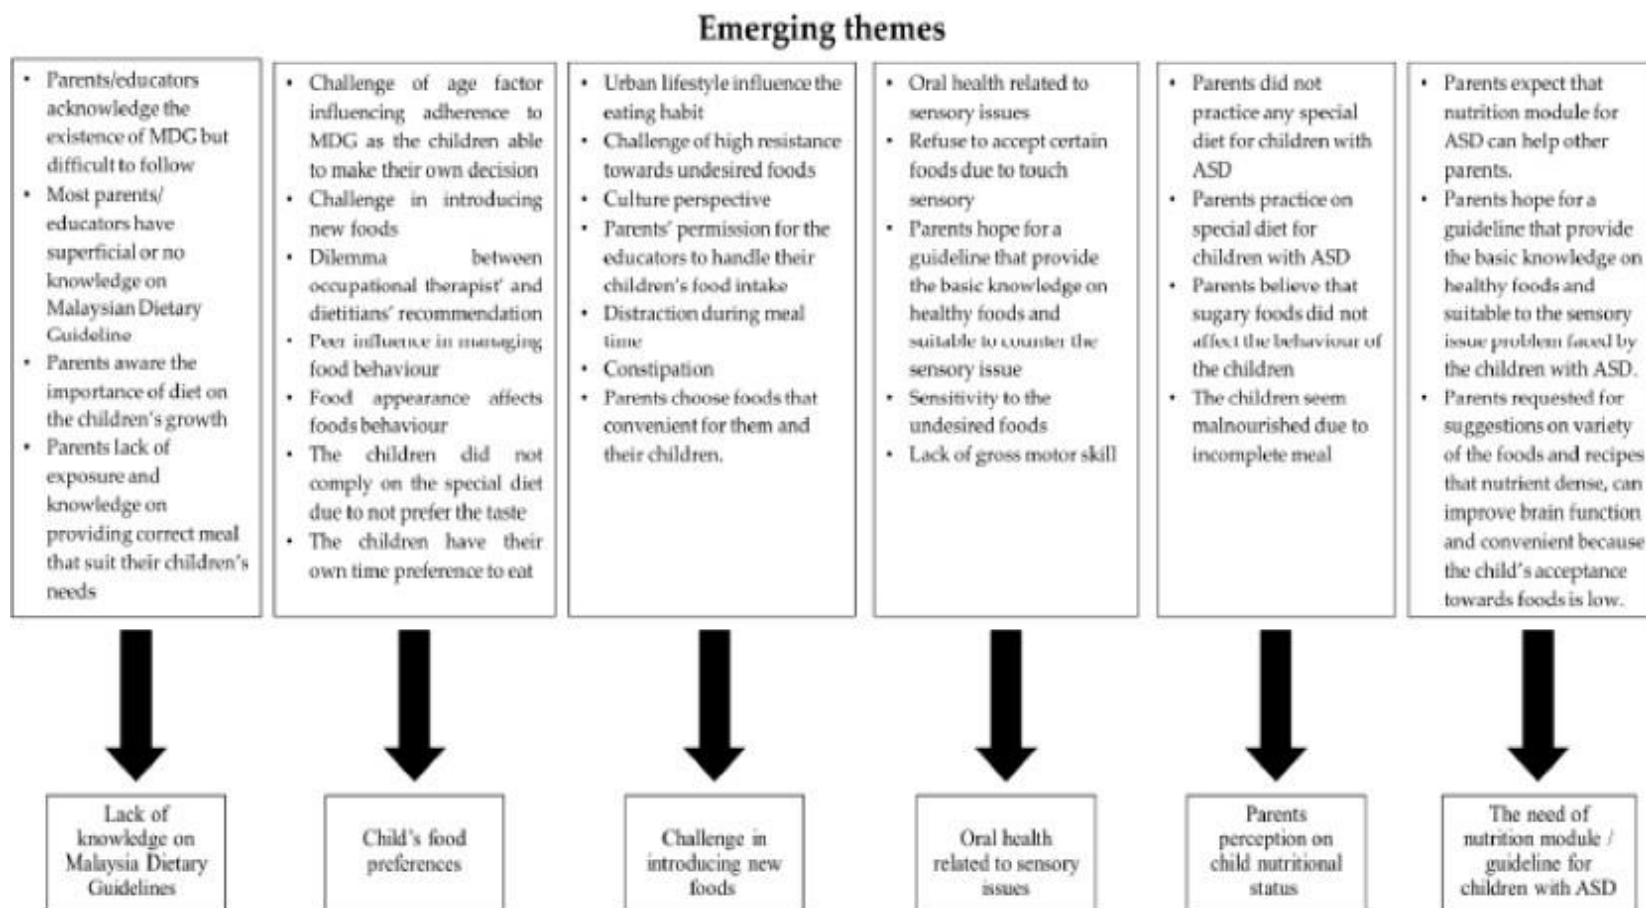 Emerging themes
• Parents/educators
acknowledge the
existence of MDG but
difficult to follow
• Most parents/
educators have
superficial or no
knowledge on
Malaysian Dietary
Guideline
• Parents aware the
importance of diet on
the children's growth
• Parents lack of
exposure and
knowledge on
providing correct meal
that suit their children's
needs
• Challenge of age factor
influencing adherence to
MDG as the children able
to make their own decision
• Challenge in introducing
new foods
• Dilemma between
occupational therapist' and
dietitians' recommendation
• Peer influence in managing
food behaviour
• Food appearance affects
foods behaviour
• The children did not
comply on the special diet
due to not prefer the taste
• The children have their
own time preference to eat
• Urban lifestyle influence the
eating habit
• Challenge of high resistance
towards undesired foods
• Culture perspective
• Parents' permission for the
educators to handle their
children's food intake
• Distraction during meal
time
• Constipation
• Parents choose foods that
convenient for them and
their children.
• Oral health related to
sensory issues
• Refuse to accept certain
foods due to touch
sensory
• Parents hope for a
guideline that provide
the basic knowledge on
healthy foods and
suitable to counter the
sensory issue
• Sensitivity to the
undesired foods
• Lack of gross motor skill
• Parents did not
practice any special
diet for children with
ASD
• Parents practice on
special diet for
children with ASD
• Parents believe that
sugary foods did not
affect the behaviour of
the children
• The children seem
malnourished due to
incomplete meal
• Parents expect that
nutrition module for
ASD can help other
parents.
• Parents hope for a
guideline that provide
the basic knowledge on
healthy foods and
suitable to the sensory
issue problem faced by
the children with ASD.
• Parents requested for
suggestions on variety
of the foods and recipes
that nutrient dense, can
improve brain function
and convenient because
the child's acceptance
towards foods is low.
Lack of
knowledge on
Malaysia Dietary
Guidelines
Child's food
preferences
Challenge in
introducing new
foods
Oral health
related to sensory
issues
Parents
perception on
child nutritional
status
The need of
nutrition module /
guideline for
children with ASD